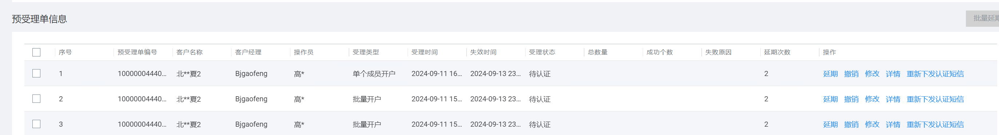 预受理单信息
批量延期
序号 预受理单编号 客户名称 客户经理 操作员 受理类型 受理时间 失效时间 受理状态 总数量 成功个数 失败原因 延期次数 操作
1 10000004440... 北**夏2 Bjgaofeng 高* 单个成员开户 2024-09-11 16... 2024-09-13 23... 待认证 2 延期 撤销 修改 详情 重新下发认证短信
2 10000004440... 北**夏2 Bjgaofeng 高* 批量开户 2024-09-11 15... 2024-09-13 23... 待认证 2 延期 撤销 修改 详情 重新下发认证短信
3 10000004440... 北**夏2 Bjgaofeng 高* 批量开户 2024-09-11 15... 2024-09-13 23... 待认证 2 延期 撤销 修改 详情 重新下发认证短信